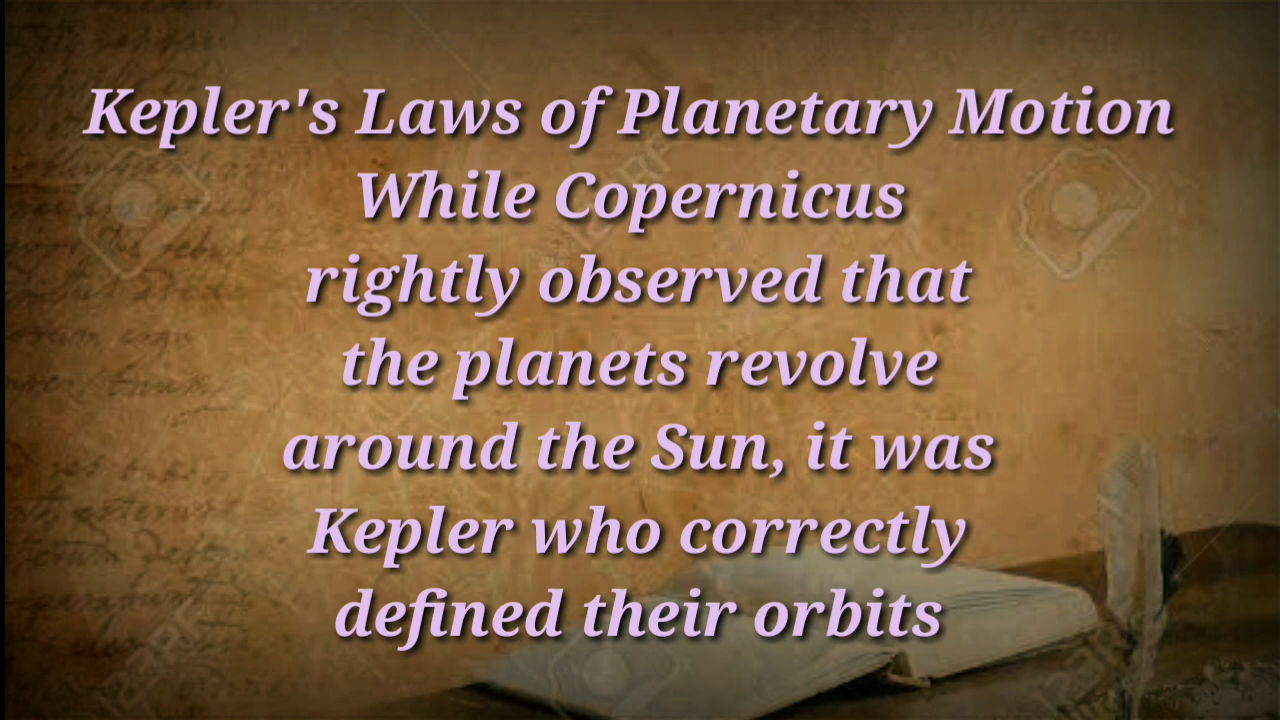 Kepler's Laws of Planetary Motion
While Copernicus
rightly observed that
the planets revolve
around the Sun, it was
Kepler who correctly
defined their orbits